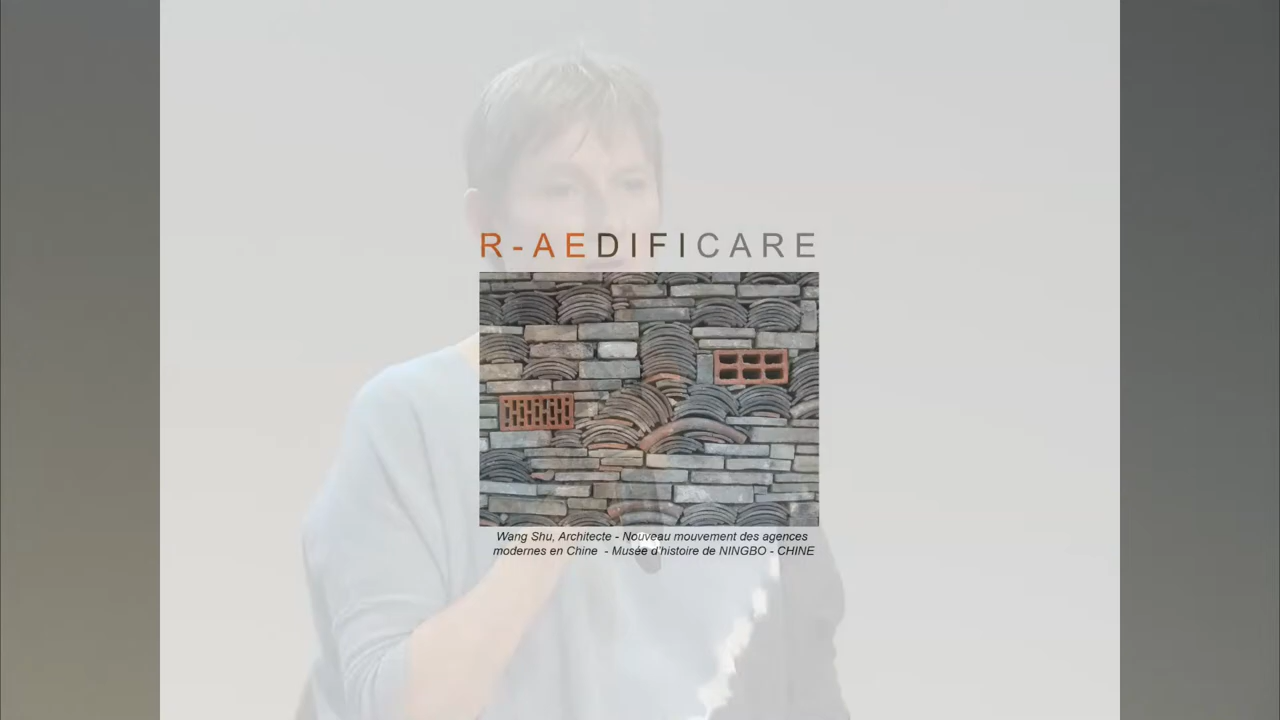 R-AEDIFICARE
Wang Shu, Architecte - Nouveau mouvement des agences
modernes en Chine - Musée d'histoire de NINGBO - CHINE